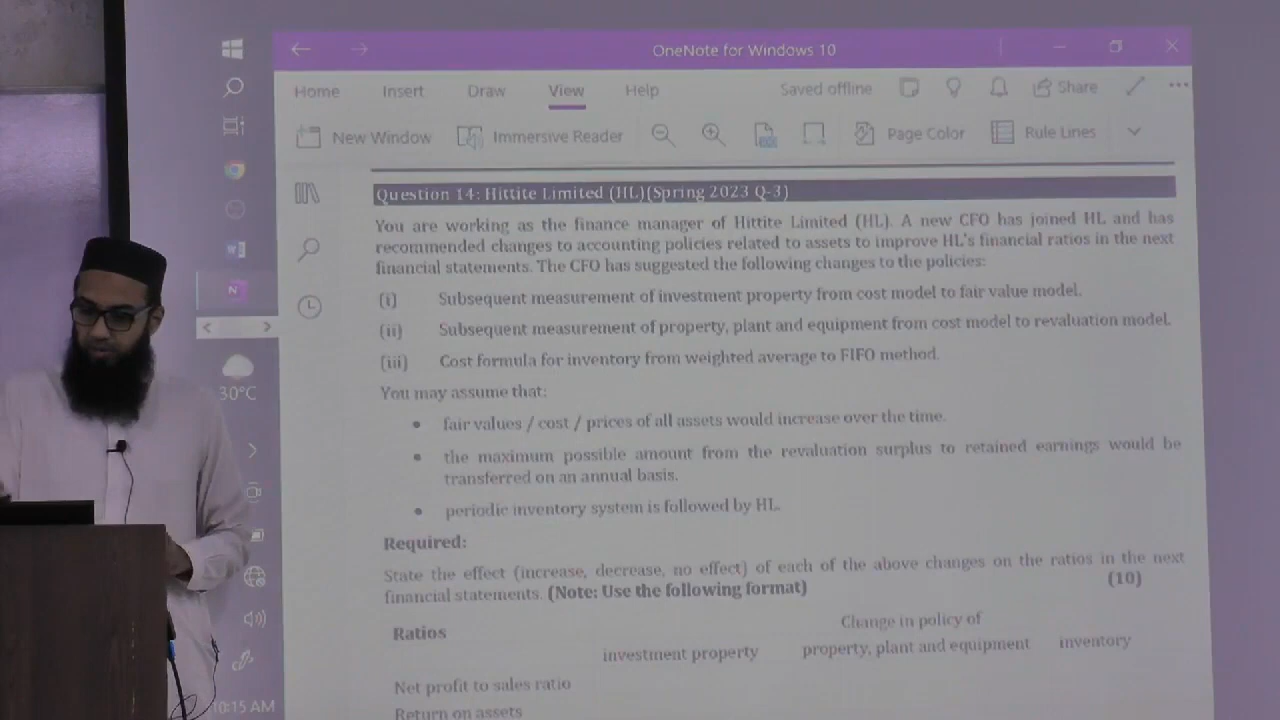 OneNote for Windows 10
Home Insert Draw View Help Saved offline Share
New Window Immersive Reader Page Color Rule Lines
Question 14: Hittite Limited (HL)(Spring 2023 Q-3)
You are working as the finance manager of Hittite Limited (HL). A new CFO has joined HL and has
recommended changes to accounting policies related to assets to improve HL's financial ratios in the next
financial statements. The CFO has suggested the following changes to the policies:
(i) Subsequent measurement of investment property from cost model to fair value model.
(ii) Subsequent measurement of property, plant and equipment from cost model to revaluation model.
(iii) Cost formula for inventory from weighted average to FIFO method.
You may assume that:
• fair values / cost / prices of all assets would increase over the time.
• the maximum possible amount from the revaluation surplus to retained earnings would be
transferred on an annual basis.
• periodic inventory system is followed by HL.
Required:
State the effect (increase, decrease, no effect) of each of the above changes on the ratios in the next
financial statements. (Note: Use the following format) (10)
Ratios Change in policy of
investment property property, plant and equipment inventory
Net profit to sales ratio
Return on assets
30°C
10:15 AM